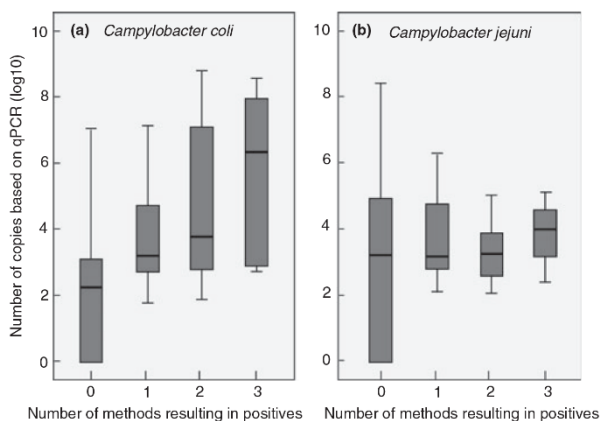 (a) Campylobacter coli
10
8
6
4
2
0
Number of copies based on qPCR (log10)
0 1 2 3
Number of methods resulting in positives
(b) Campylobacter jejuni
10
8
6
4
2
0
0 1 2 3
Number of methods resulting in positives